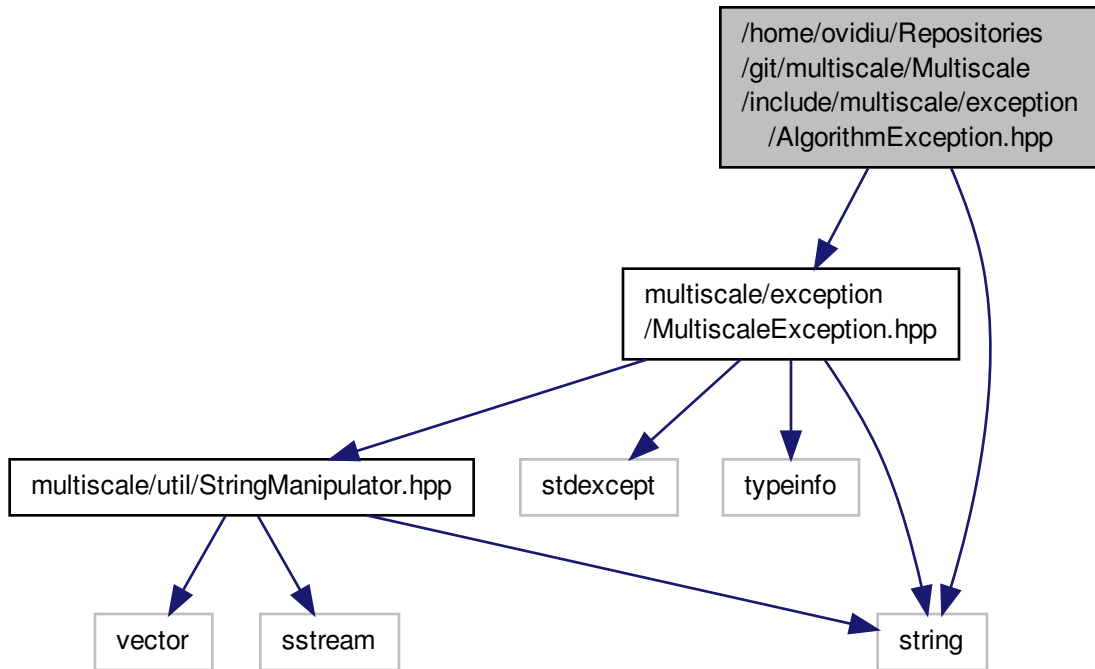 /home/ovidiu/Repositories
/git/multiscale/Multiscale
/include/multiscale/exception
/AlgorithmException.hpp
multiscale/exception
/MultiscaleException.hpp
multiscale/util/StringManipulator.hpp
stdexcept
typeinfo
vector
sstream
string